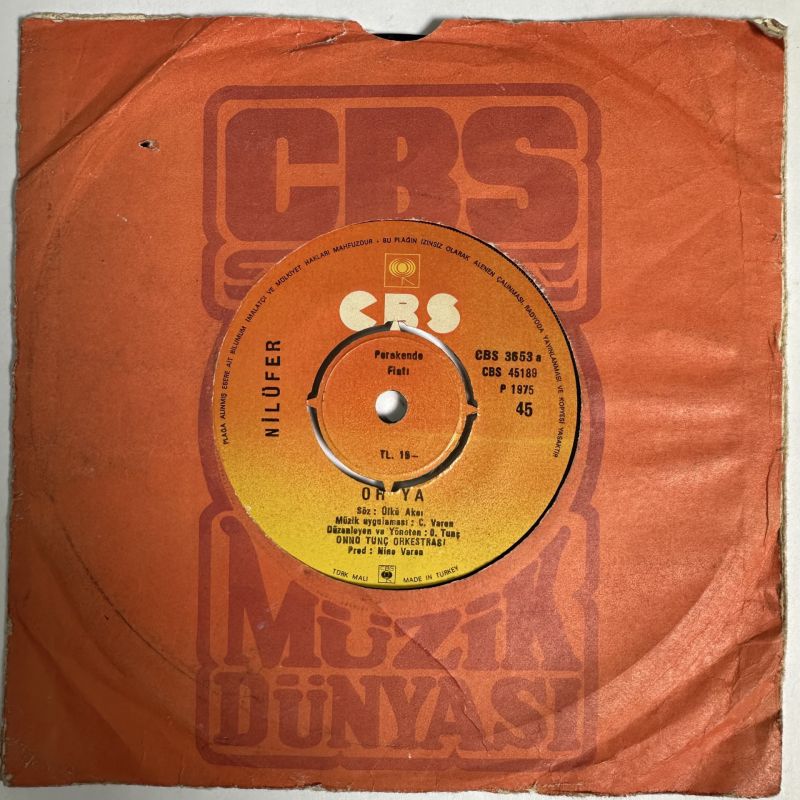 CBS
PLAĞA ALINMIŞ ESERE AİT BİLUMUM İMALATÇI VE MÜLKİYET HAKLARI MAHFUZDUR - BU PLAĞIN İZİNSİZ OLARAK ALENEN ÇALINMASI, RADYODA YAYINLANMASI VE KOPYESİ YASAKTIR
CBS
NİLÜFER
Perakende
Fiatı
CBS 3653 a
CBS 45189
P 1975
45
TL. 16-
OH YA
Söz : Ülkü Aker
Müzik uygulaması : C. Varen
Düzenleyen ve Yöneten : O. Tunç
ONNO TUNÇ ORKESTRASI
Prod : Nino Varon
TÜRK MALI
CBS
MADE IN TURKEY
MÜZİK
DÜNYASI